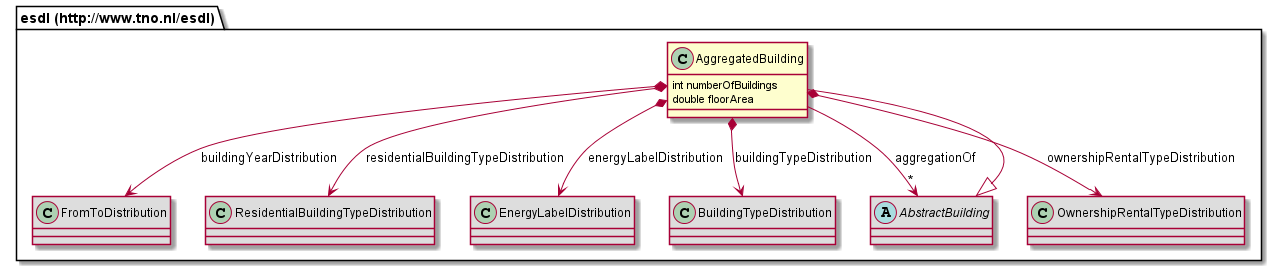 esdl (http://www.tno.nl/esdl)
C AggregatedBuilding
int numberOfBuildings
double floorArea
buildingYearDistribution
residentialBuildingTypeDistribution
energyLabelDistribution
buildingTypeDistribution
aggregationOf
*
ownershipRentalTypeDistribution
C FromToDistribution
C ResidentialBuildingTypeDistribution
C EnergyLabelDistribution
C BuildingTypeDistribution
A AbstractBuilding
C OwnershipRentalTypeDistribution